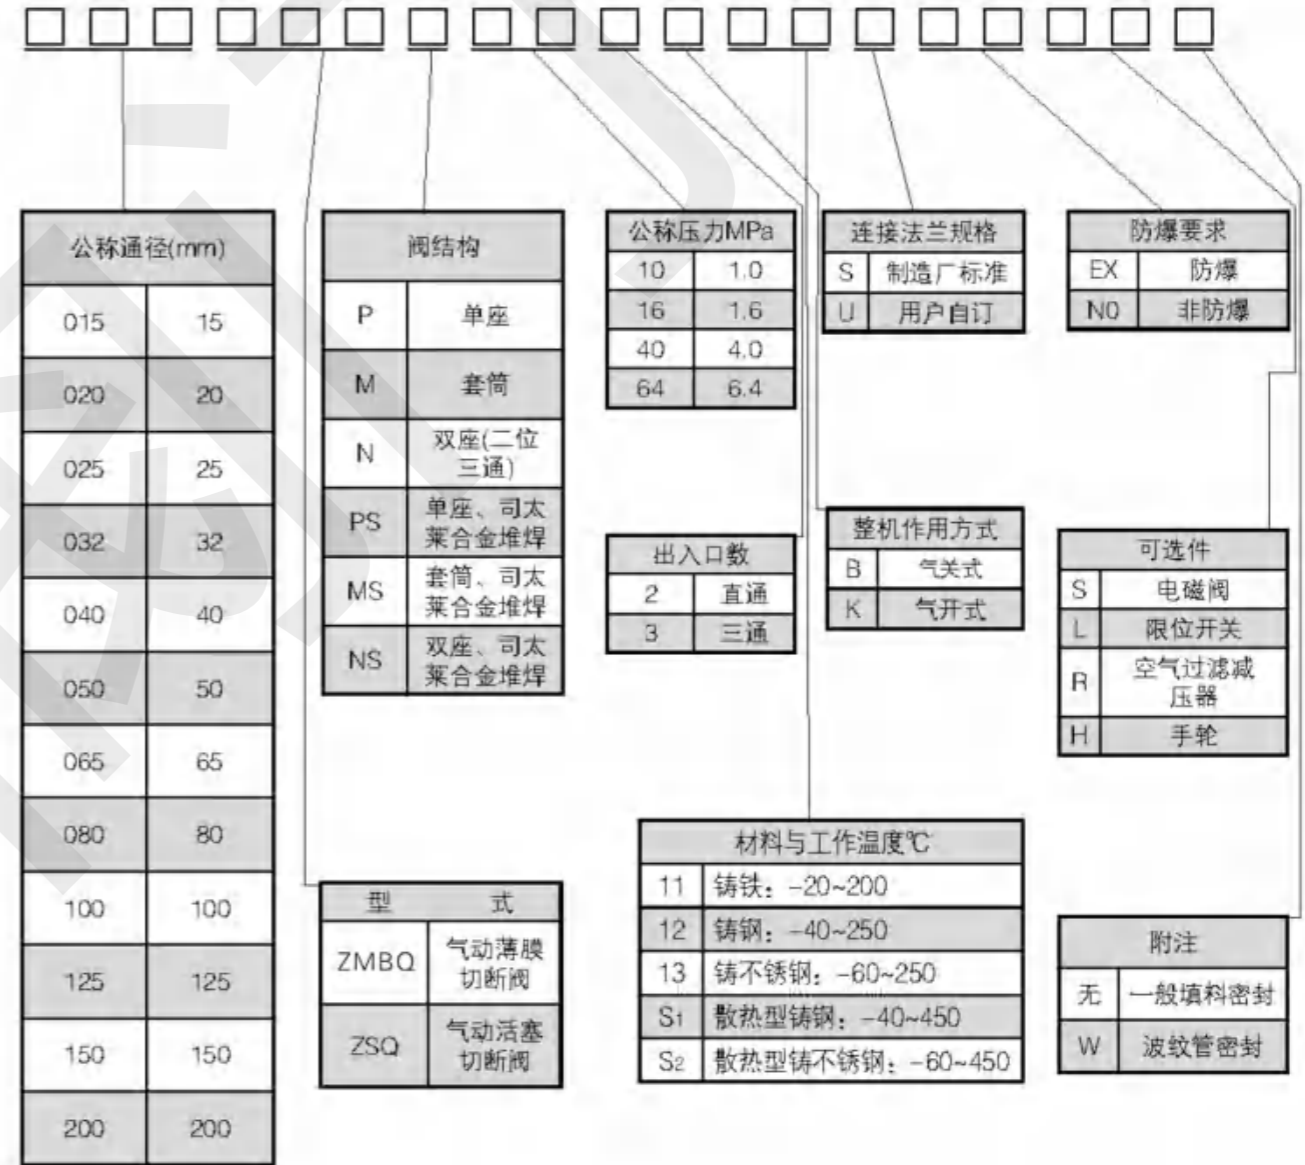 公称通径(mm)
015 15
020 20
025 25
032 32
040 40
050 50
065 65
080 80
100 100
125 125
150 150
200 200
阀结构
P 单座
M 套筒
N 双座(二位
三通)
PS 单座、司太
莱合金堆焊
MS 套筒、司太
莱合金堆焊
NS 双座、司太
莱合金堆焊
型 式
ZMBQ 气动薄膜
切断阀
ZSQ 气动活塞
切断阀
公称压力MPa
10 1.0
16 1.6
40 4.0
64 6.4
出入口数
2 直通
3 三通
连接法兰规格
S 制造厂标准
U 用户自订
整机作用方式
B 气关式
K 气开式
材料与工作温度℃
11 铸铁：-20~200
12 铸钢：-40~250
13 铸不锈钢：-60~250
S1 散热型铸钢：-40~450
S2 散热型铸不锈钢：-60~450
防爆要求
EX 防爆
N0 非防爆
可选件
S 电磁阀
L 限位开关
R 空气过滤减
压器
H 手轮
附注
无 一般填料密封
W 波纹管密封